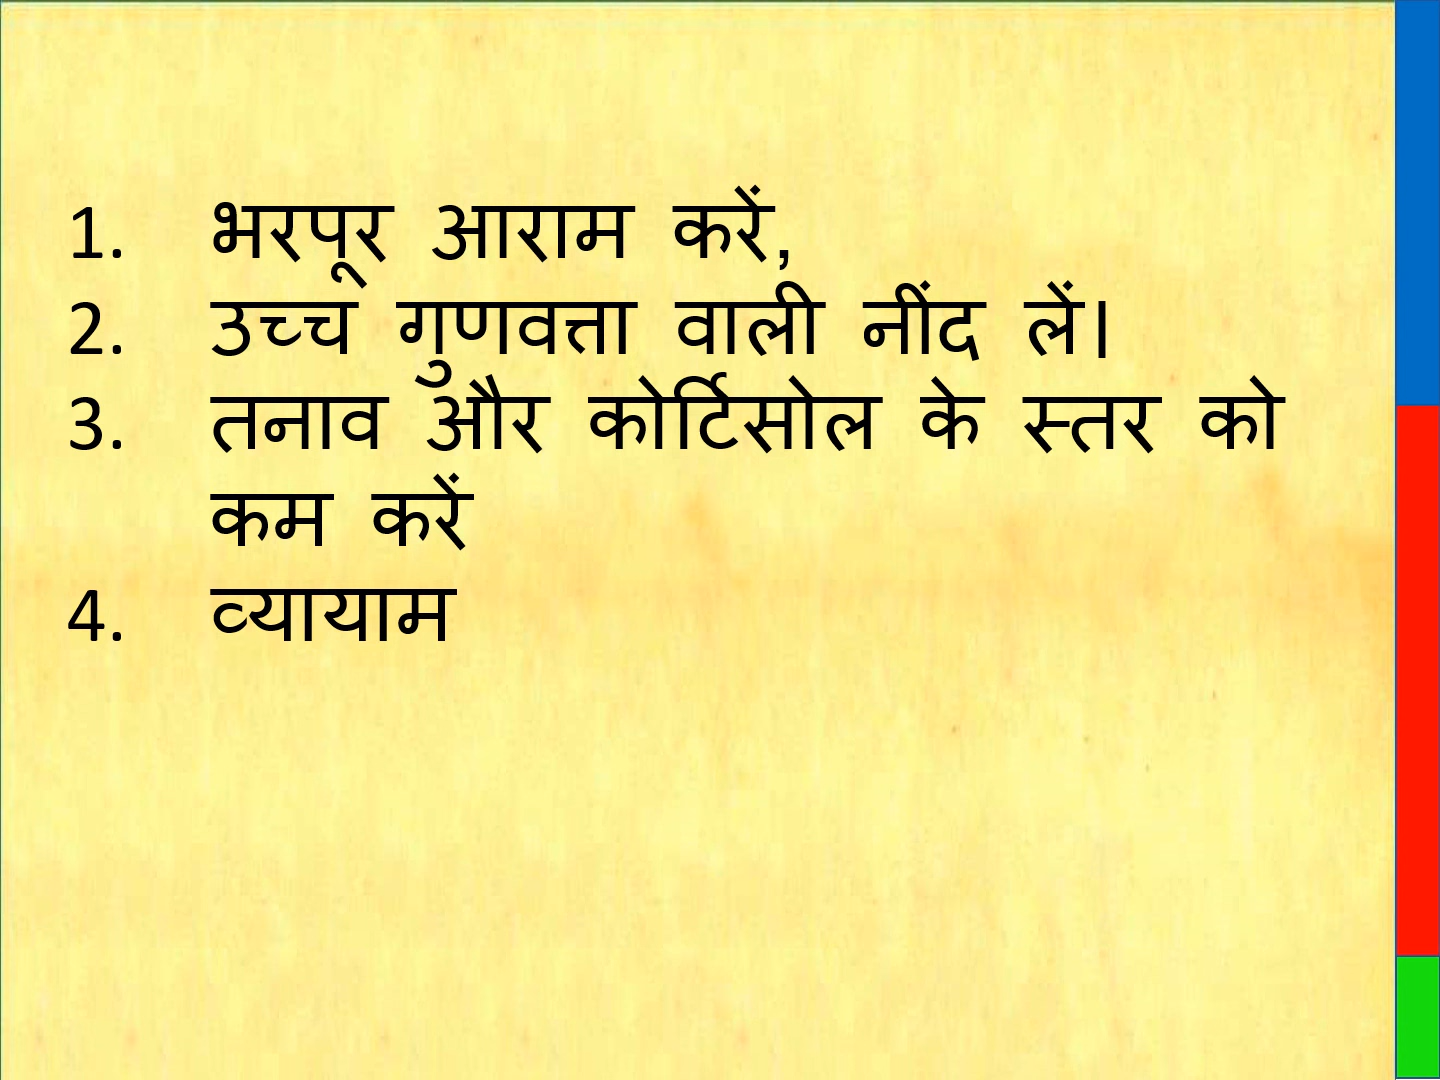 1. भरपूर आराम करें,
2. उच्च गुणवत्ता वाली नींद लें।
3. तनाव और कोर्टिसोल के स्तर को
कम करें
4. व्यायाम